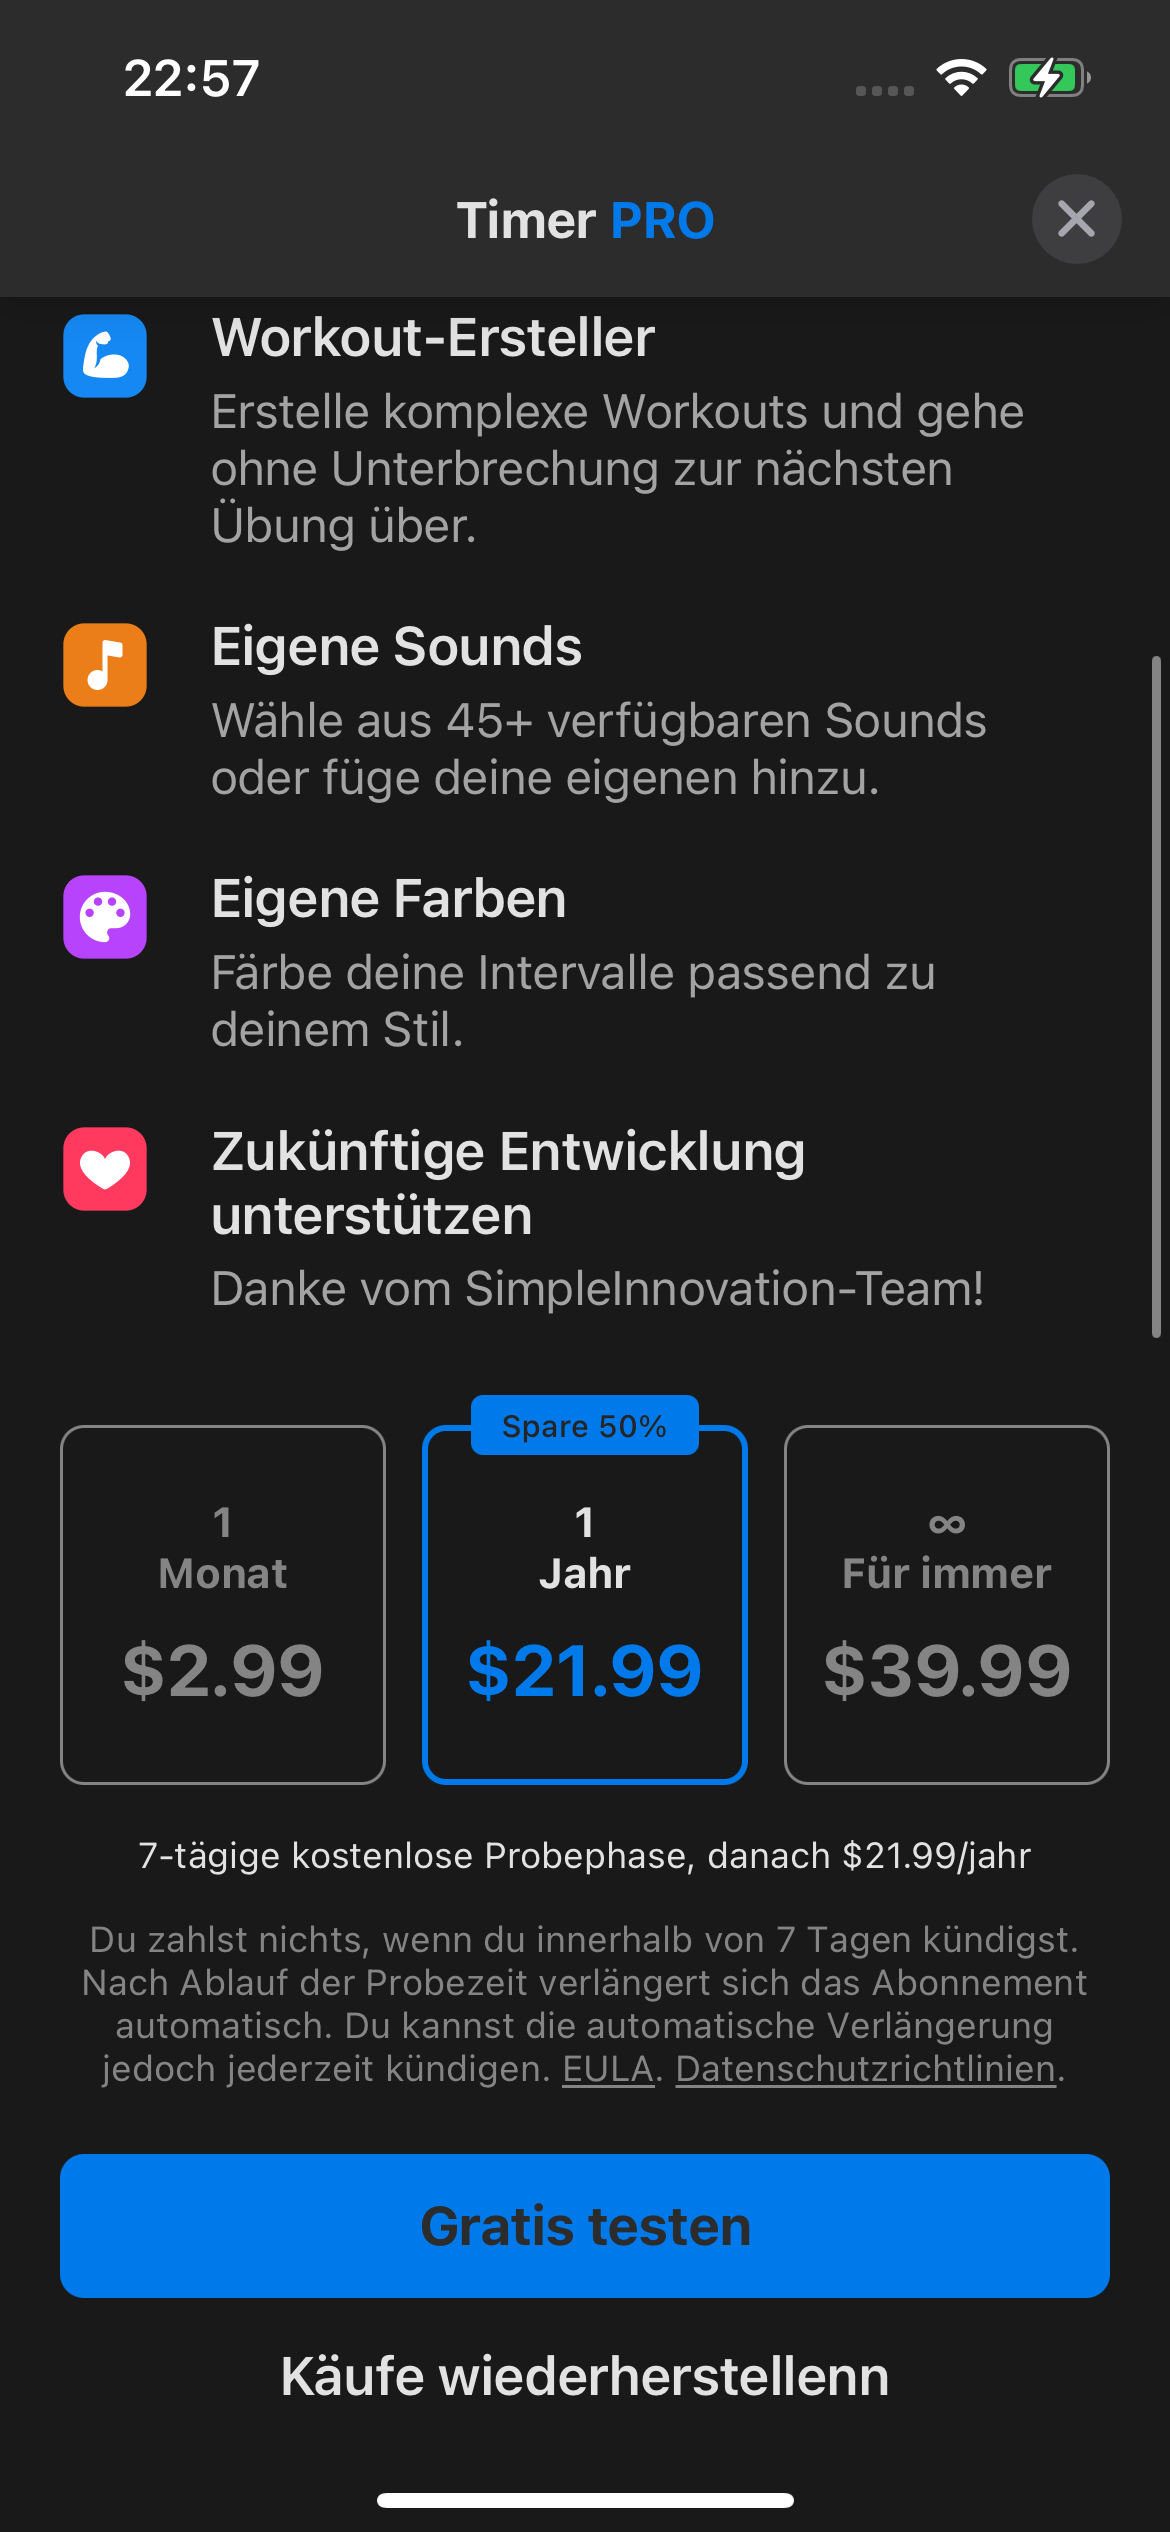 22:57
Timer PRO
Workout-Ersteller
Erstelle komplexe Workouts und gehe
ohne Unterbrechung zur nächsten
Übung über.
Eigene Sounds
Wähle aus 45+ verfügbaren Sounds
oder füge deine eigenen hinzu.
Eigene Farben
Färbe deine Intervalle passend zu
deinem Stil.
Zukünftige Entwicklung
unterstützen
Danke vom SimpleInnovation-Team!
1
Monat
$2.99
Spare 50%
1
Jahr
$21.99
∞
Für immer
$39.99
7-tägige kostenlose Probephase, danach $21.99/jahr
Du zahlst nichts, wenn du innerhalb von 7 Tagen kündigst.
Nach Ablauf der Probezeit verlängert sich das Abonnement
automatisch. Du kannst die automatische Verlängerung
jedoch jederzeit kündigen. EULA. Datenschutzrichtlinien.
Gratis testen
Käufe wiederherstellenn